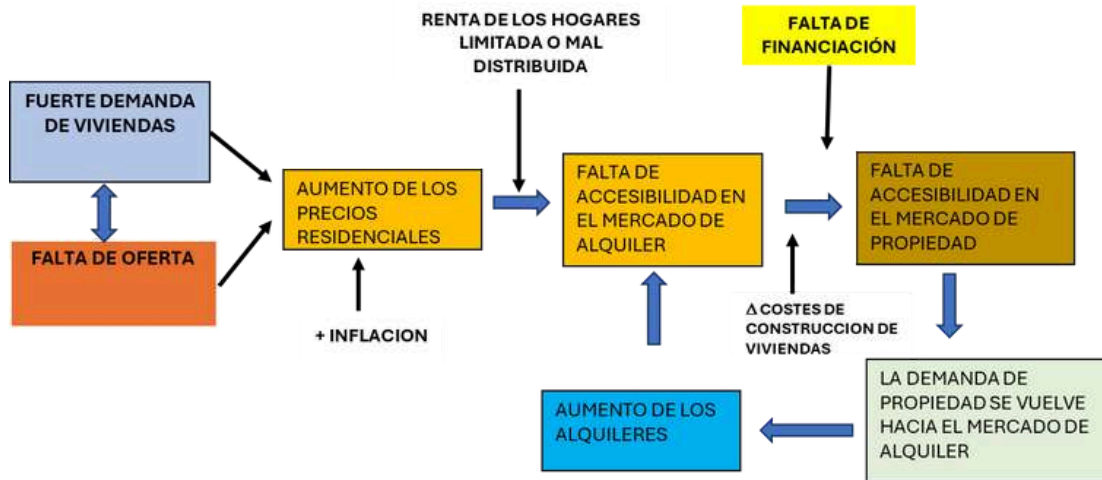 RENTA DE LOS HOGARES
LIMITADA O MAL
DISTRIBUIDA
FALTA DE
FINANCIACIÓN
FUERTE DEMANDA
DE VIVIENDAS
FALTA DE OFERTA
AUMENTO DE LOS
PRECIOS
RESIDENCIALES
+ INFLACION
FALTA DE
ACCESIBILIDAD EN
EL MERCADO DE
ALQUILER
Δ COSTES DE
CONSTRUCCION DE
VIVIENDAS
FALTA DE
ACCESIBILIDAD EN
EL MERCADO DE
PROPIEDAD
LA DEMANDA DE
PROPIEDAD SE VUELVE
HACIA EL MERCADO DE
ALQUILER
AUMENTO DE LOS
ALQUILERES